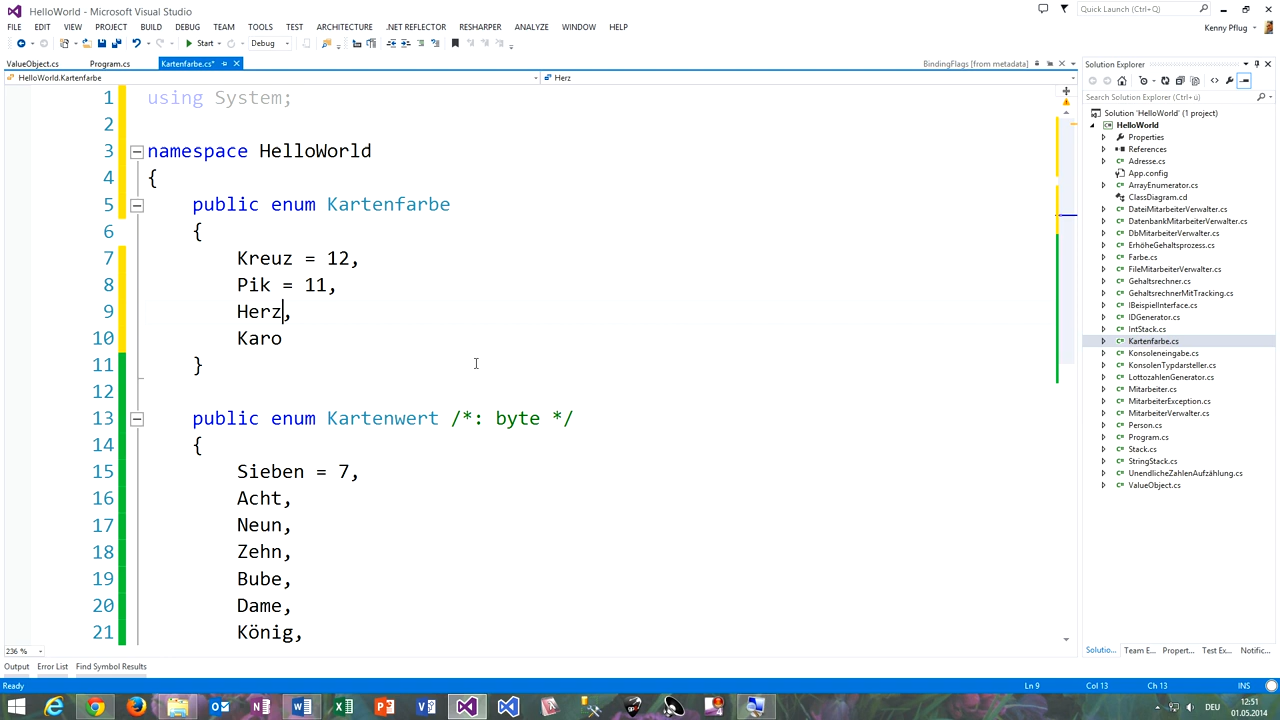 HelloWorld - Microsoft Visual Studio
Quick Launch (Ctrl+Q)
FILE EDIT VIEW PROJECT BUILD DEBUG TEAM TOOLS TEST ARCHITECTURE .NET REFLECTOR RESHARPER ANALYZE WINDOW HELP
Kenny Pflug
Start
Debug
ValueObject.cs
Program.cs
Kartenfarbe.cs*
BindingFlags [from metadata]
HelloWorld.Kartenfarbe
Herz
1 using System;
2
3 namespace HelloWorld
4 {
5 public enum Kartenfarbe
6 {
7 Kreuz = 12,
8 Pik = 11,
9 Herz,
10 Karo
11 }
12
13 public enum Kartenwert /*: byte */
14 {
15 Sieben = 7,
16 Acht,
17 Neun,
18 Zehn,
19 Bube,
20 Dame,
21 König,
236 %
Output Error List Find Symbol Results
Ready
Ln 9 Col 13 Ch 13 INS
Solution Explorer
Search Solution Explorer (Ctrl+ü)
Solution 'HelloWorld' (1 project)
HelloWorld
Properties
References
Adresse.cs
App.config
ArrayEnumerator.cs
ClassDiagram.cd
DateiMitarbeiterVerwalter.cs
DatenbankMitarbeiterVerwalter.cs
DbMitarbeiterVerwalter.cs
ErhöheGehaltsprozess.cs
Farbe.cs
FileMitarbeiterVerwalter.cs
Gehaltsrechner.cs
GehaltsrechnerMitTracking.cs
IBeispielInterface.cs
IDGenerator.cs
IntStack.cs
Kartenfarbe.cs
Konsoleneingabe.cs
KonsolenTypdarsteller.cs
LottozahlenGenerator.cs
Mitarbeiter.cs
MitarbeiterException.cs
MitarbeiterVerwalter.cs
Person.cs
Program.cs
Stack.cs
StringStack.cs
UnendlicheZahlenAufzählung.cs
ValueObject.cs
Solutio... Team E... Propert... Test Ex... Notific...
DEU
12:51
01.05.2014